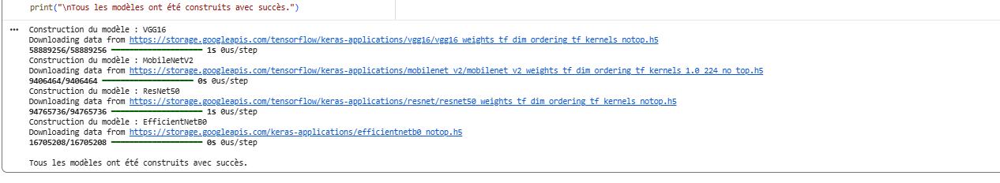 print("\nTous les modèles ont été construits avec succès.")
... Construction du modèle : VGG16
Downloading data from https://storage.googleapis.com/tensorflow/keras-applications/vgg16/vgg16_weights_tf_dim_ordering_tf_kernels_notop.h5
58889256/58889256 ━━━━━━━━━━━━━━━━━━━━ 1s 0us/step
Construction du modèle : MobileNetV2
Downloading data from https://storage.googleapis.com/tensorflow/keras-applications/mobilenet_v2/mobilenet_v2_weights_tf_dim_ordering_tf_kernels_1.0_224_no_top.h5
9406464/9406464 ━━━━━━━━━━━━━━━━━━━━ 0s 0us/step
Construction du modèle : ResNet50
Downloading data from https://storage.googleapis.com/tensorflow/keras-applications/resnet/resnet50_weights_tf_dim_ordering_tf_kernels_notop.h5
94765736/94765736 ━━━━━━━━━━━━━━━━━━━━ 1s 0us/step
Construction du modèle : EfficientNetB0
Downloading data from https://storage.googleapis.com/keras-applications/efficientnetb0_notop.h5
16705208/16705208 ━━━━━━━━━━━━━━━━━━━━ 0s 0us/step
Tous les modèles ont été construits avec succès.